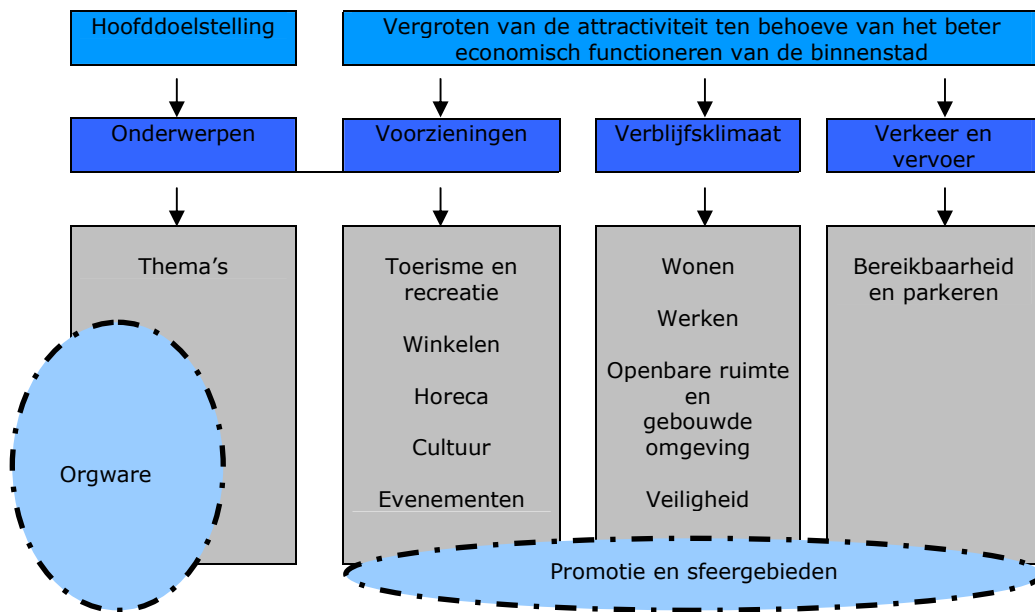 Hoofddoelstelling
Vergroten van de attractiviteit ten behoeve van het beter
economisch functioneren van de binnenstad
Onderwerpen
Voorzieningen
Verblijfsklimaat
Verkeer en
vervoer
Thema's
Toerisme en
recreatie
Winkelen
Horeca
Cultuur
Evenementen
Wonen
Werken
Openbare ruimte
en
gebouwde
omgeving
Veiligheid
Bereikbaarheid
en parkeren
Orgware
Promotie en sfeergebieden